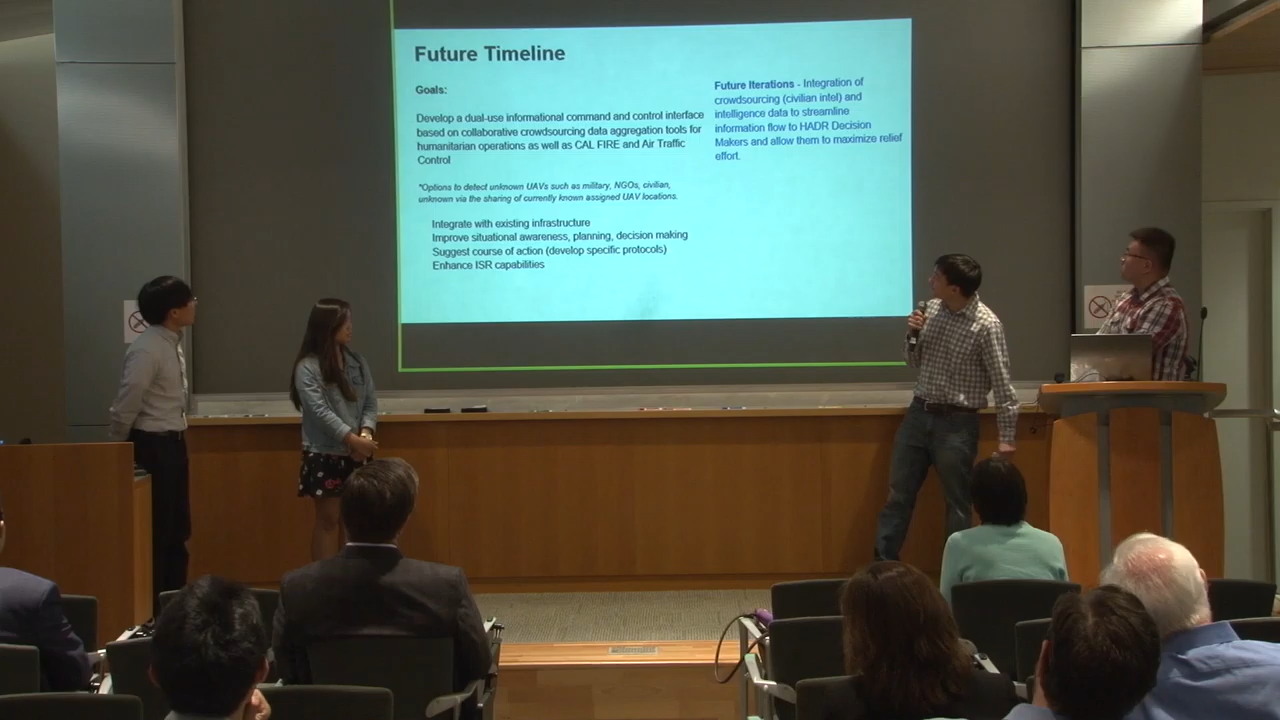 Future Timeline
Goals:
Develop a dual-use informational command and control interface
based on collaborative crowdsourcing data aggregation tools for
humanitarian operations as well as CAL FIRE and Air Traffic
Control
*Options to detect unknown UAVs such as military, NGOs, civilian,
unknown via the sharing of currently known assigned UAV locations.
Integrate with existing infrastructure
Improve situational awareness, planning, decision making
Suggest course of action (develop specific protocols)
Enhance ISR capabilities
Future Iterations - Integration of
crowdsourcing (civilian intel) and
intelligence data to streamline
information flow to HADR Decision
Makers and allow them to maximize relief
effort.